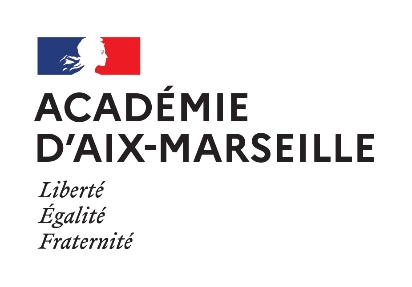 ACADÉMIE
D'AIX-MARSEILLE
Liberté
Égalité
Fraternité